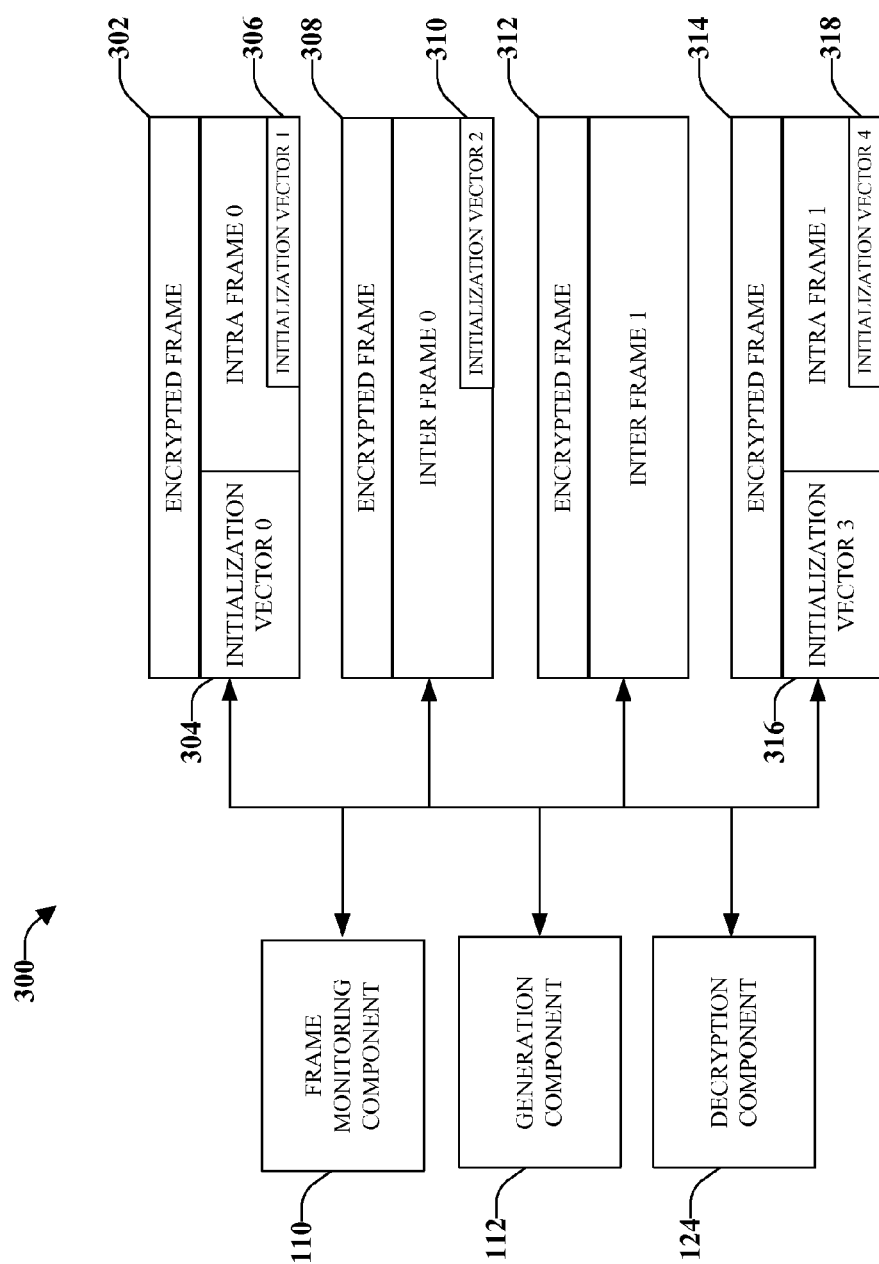 300
110
FRAME
MONITORING
COMPONENT
112
GENERATION
COMPONENT
124
DECRYPTION
COMPONENT
302
ENCRYPTED FRAME
304
INITIALIZATION
VECTOR 0
INTRA FRAME 0
306
INITIALIZATION VECTOR 1
308
ENCRYPTED FRAME
INTER FRAME 0
310
INITIALIZATION VECTOR 2
312
ENCRYPTED FRAME
INTER FRAME 1
314
ENCRYPTED FRAME
316
INITIALIZATION
VECTOR 3
INTRA FRAME 1
318
INITIALIZATION VECTOR 4